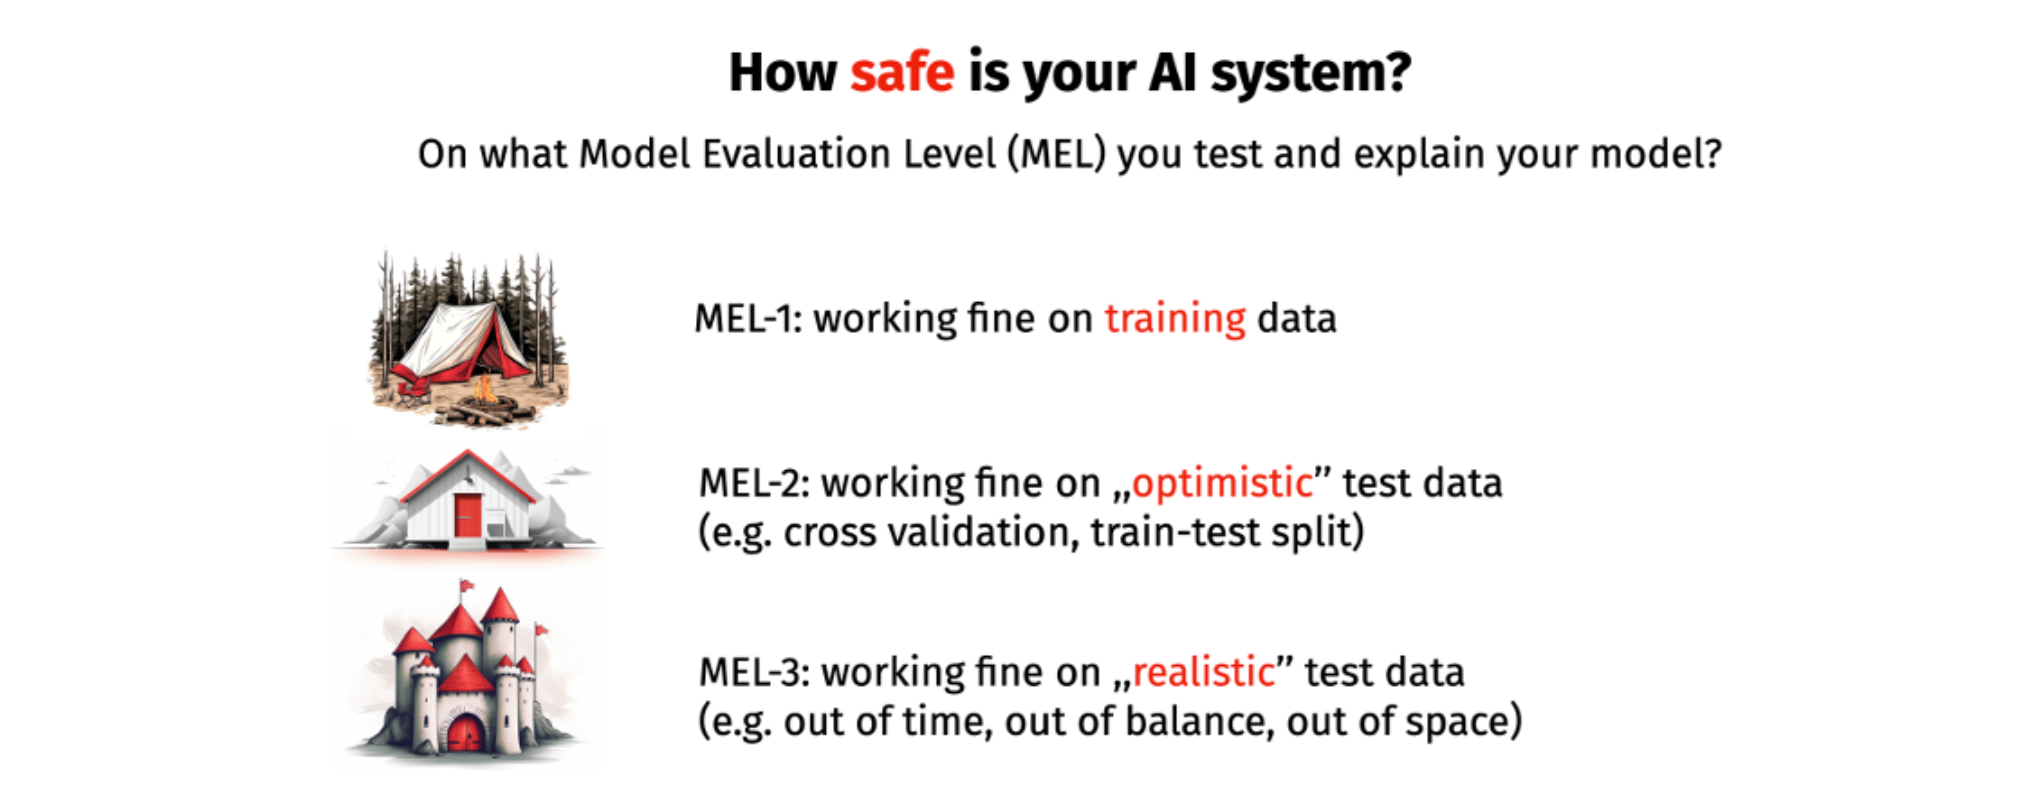 How safe is your AI system?
On what Model Evaluation Level (MEL) you test and explain your model?
MEL-1: working fine on training data
MEL-2: working fine on „optimistic” test data
(e.g. cross validation, train-test split)
MEL-3: working fine on „realistic” test data
(e.g. out of time, out of balance, out of space)